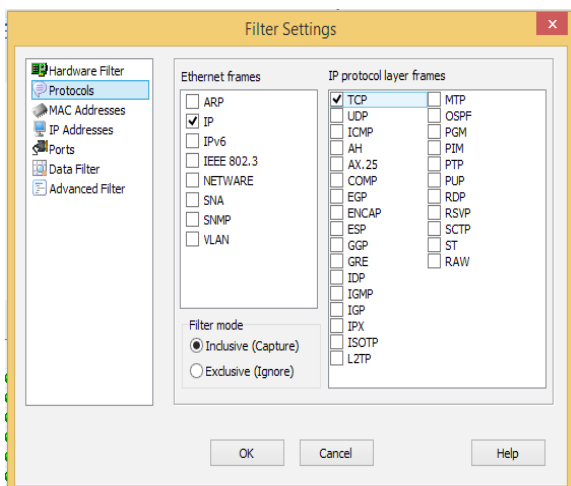 Filter Settings
x
Hardware Filter
Protocols
MAC Addresses
IP Addresses
Ports
Data Filter
Advanced Filter
Ethernet frames
ARP
IP
IPv6
IEEE 802.3
NETWARE
SNA
SNMP
VLAN
Filter mode
Inclusive (Capture)
Exclusive (Ignore)
IP protocol layer frames
TCP
UDP
ICMP
AH
AX.25
COMP
EGP
ENCAP
ESP
GGP
GRE
IDP
IGMP
IGP
IPX
ISOTP
L2TP
MTP
OSPF
PGM
PIM
PTP
PUP
RDP
RSVP
SCTP
ST
RAW
OK
Cancel
Help